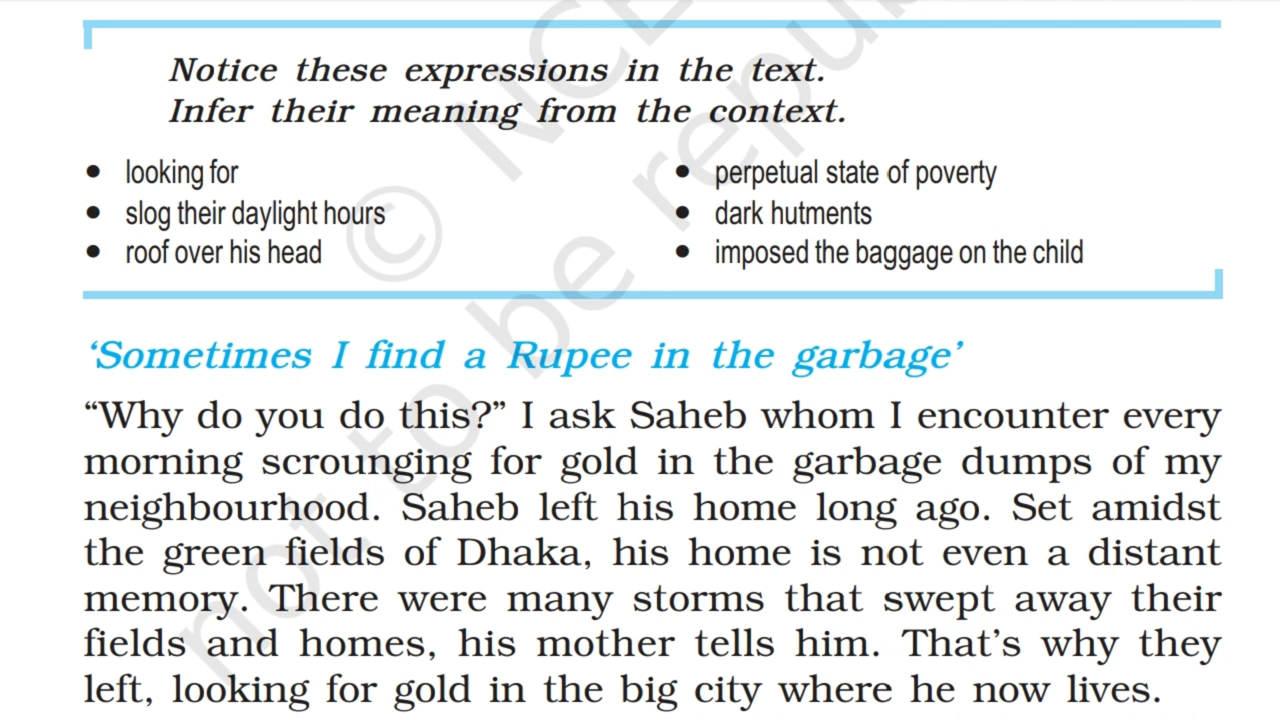 Notice these expressions in the text.
Infer their meaning from the context.
• looking for
• slog their daylight hours
• roof over his head
• perpetual state of poverty
• dark hutments
• imposed the baggage on the child
‘Sometimes I find a Rupee in the garbage’
“Why do you do this?” I ask Saheb whom I encounter every
morning scrounging for gold in the garbage dumps of my
neighbourhood. Saheb left his home long ago. Set amidst
the green fields of Dhaka, his home is not even a distant
memory. There were many storms that swept away their
fields and homes, his mother tells him. That’s why they
left, looking for gold in the big city where he now lives.
© NCE
not to be repu